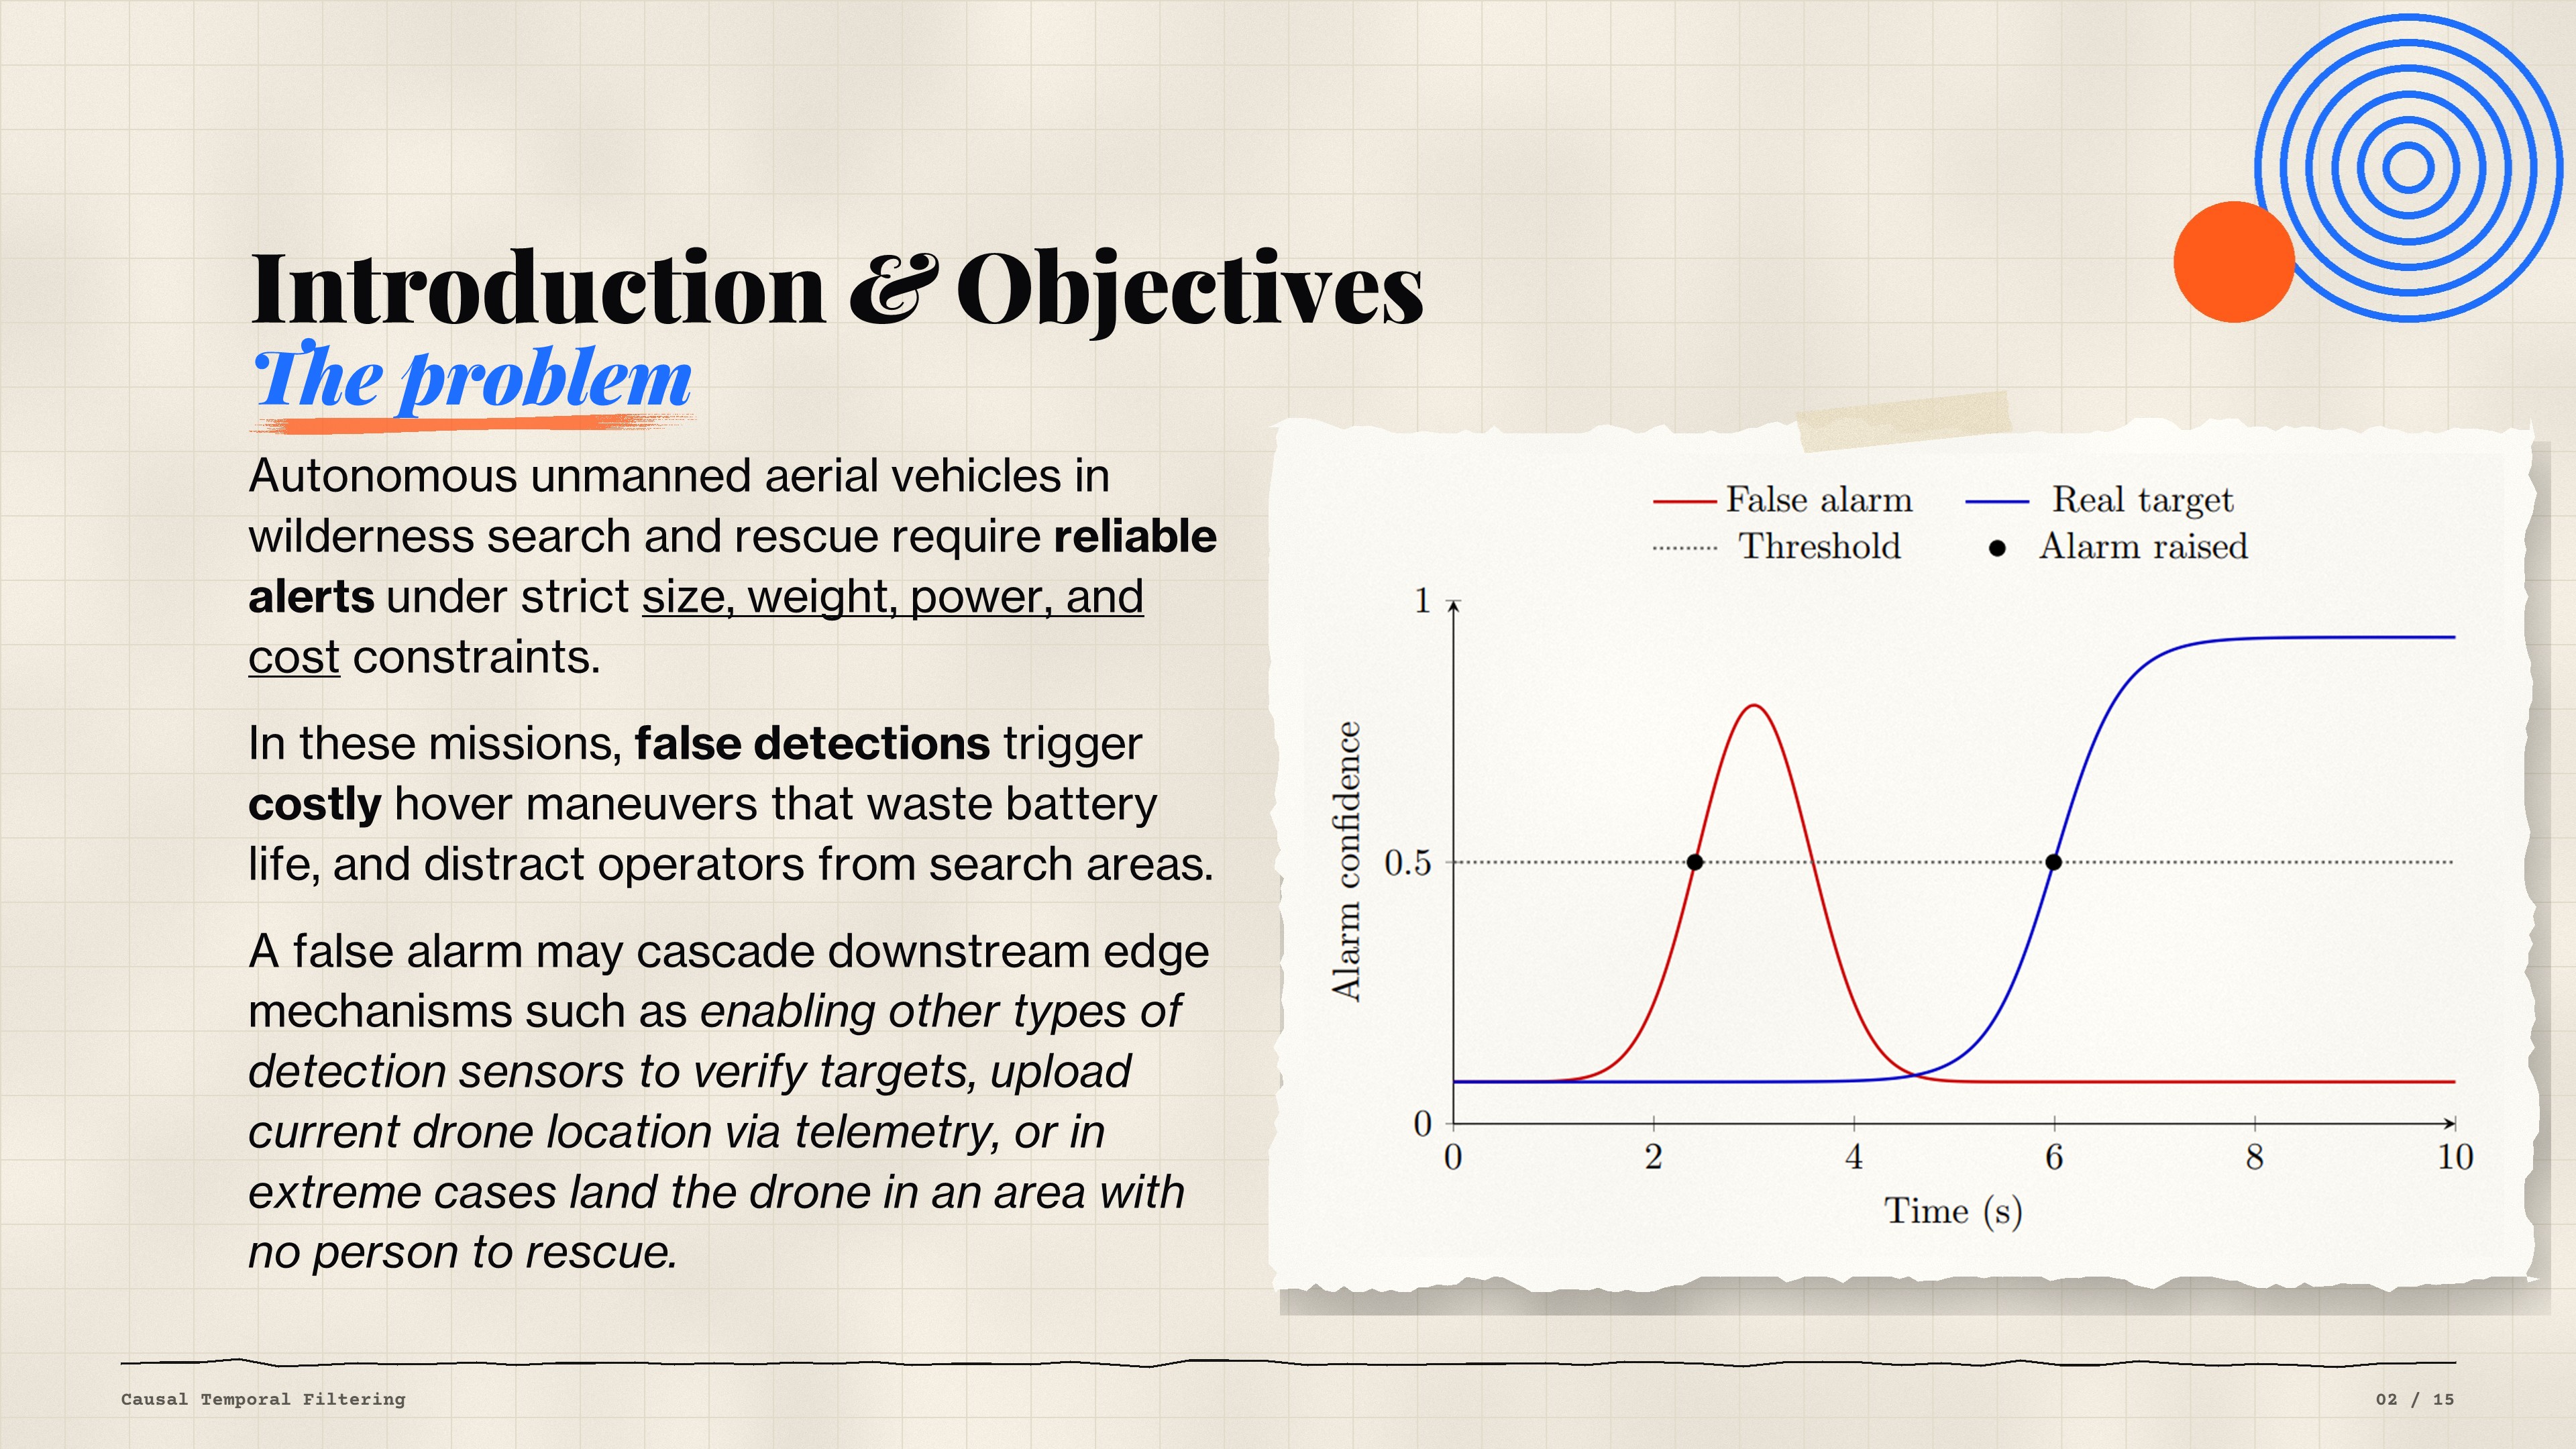 Introduction & Objectives
The problem
Autonomous unmanned aerial vehicles in
wilderness search and rescue require reliable
alerts under strict size, weight, power, and
cost constraints.
In these missions, false detections trigger
costly hover maneuvers that waste battery
life, and distract operators from search areas.
A false alarm may cascade downstream edge
mechanisms such as enabling other types of
detection sensors to verify targets, upload
current drone location via telemetry, or in
extreme cases land the drone in an area with
no person to rescue.
False alarm Real target
Threshold Alarm raised
1
0.5
0
Alarm confidence
0 2 4 6 8 10
Time (s)
Causal Temporal Filtering
02 / 15